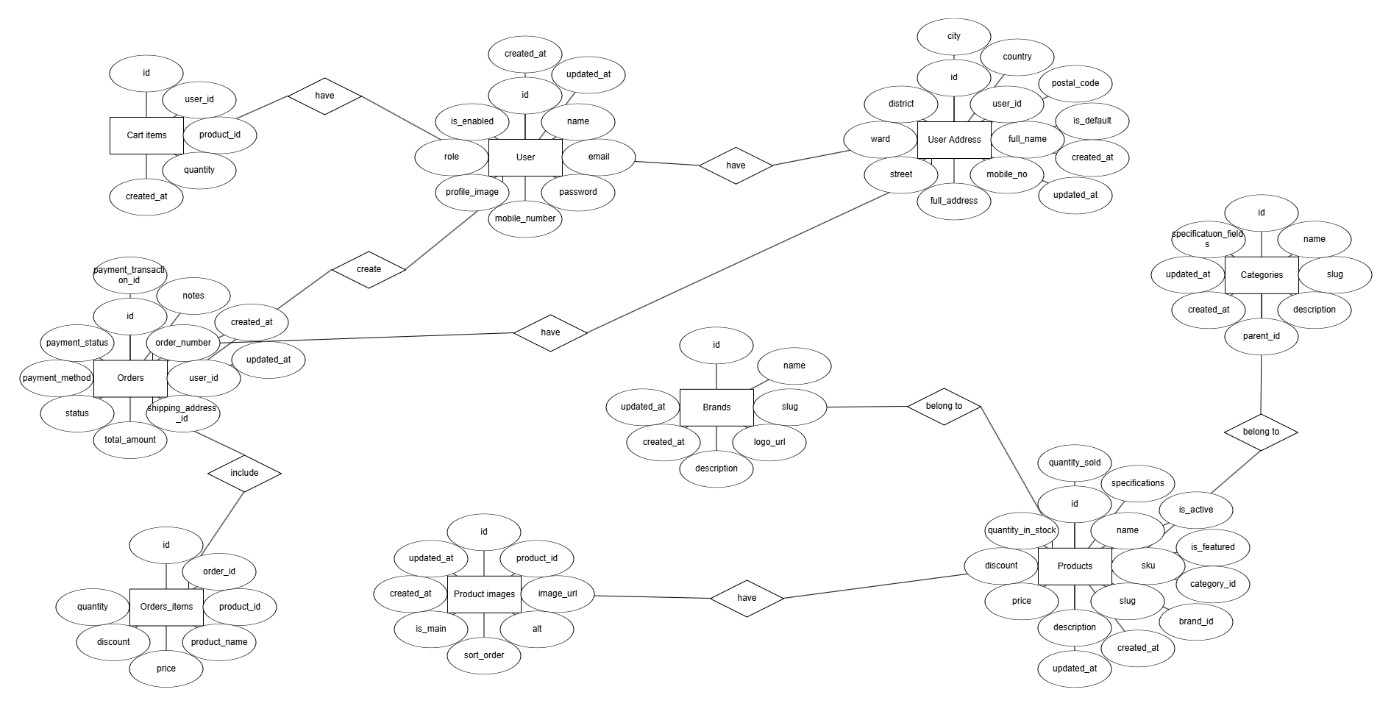 id
user_id
Cart items
product_id
quantity
created_at
have
created_at
updated_at
id
is_enabled
name
role
User
email
profile_image
password
mobile_number
have
city
country
id
postal_code
district
user_id
is_default
ward
User Address
full_name
created_at
street
mobile_no
updated_at
full_address
create
have
payment_transacti
on_id
notes
id
created_at
payment_status
order_number
updated_at
payment_method
Orders
user_id
status
shipping_address
_id
total_amount
include
id
specificatuon_field
s
name
updated_at
Categories
slug
created_at
description
parent_id
belong to
id
name
updated_at
Brands
slug
created_at
logo_url
description
belong to
id
order_id
quantity
Orders_items
product_id
discount
product_name
price
id
updated_at
product_id
created_at
Product images
image_url
is_main
alt
sort_order
have
quantity_sold
specifications
id
is_active
quantity_in_stock
name
is_featured
discount
Products
sku
category_id
price
slug
brand_id
description
created_at
updated_at